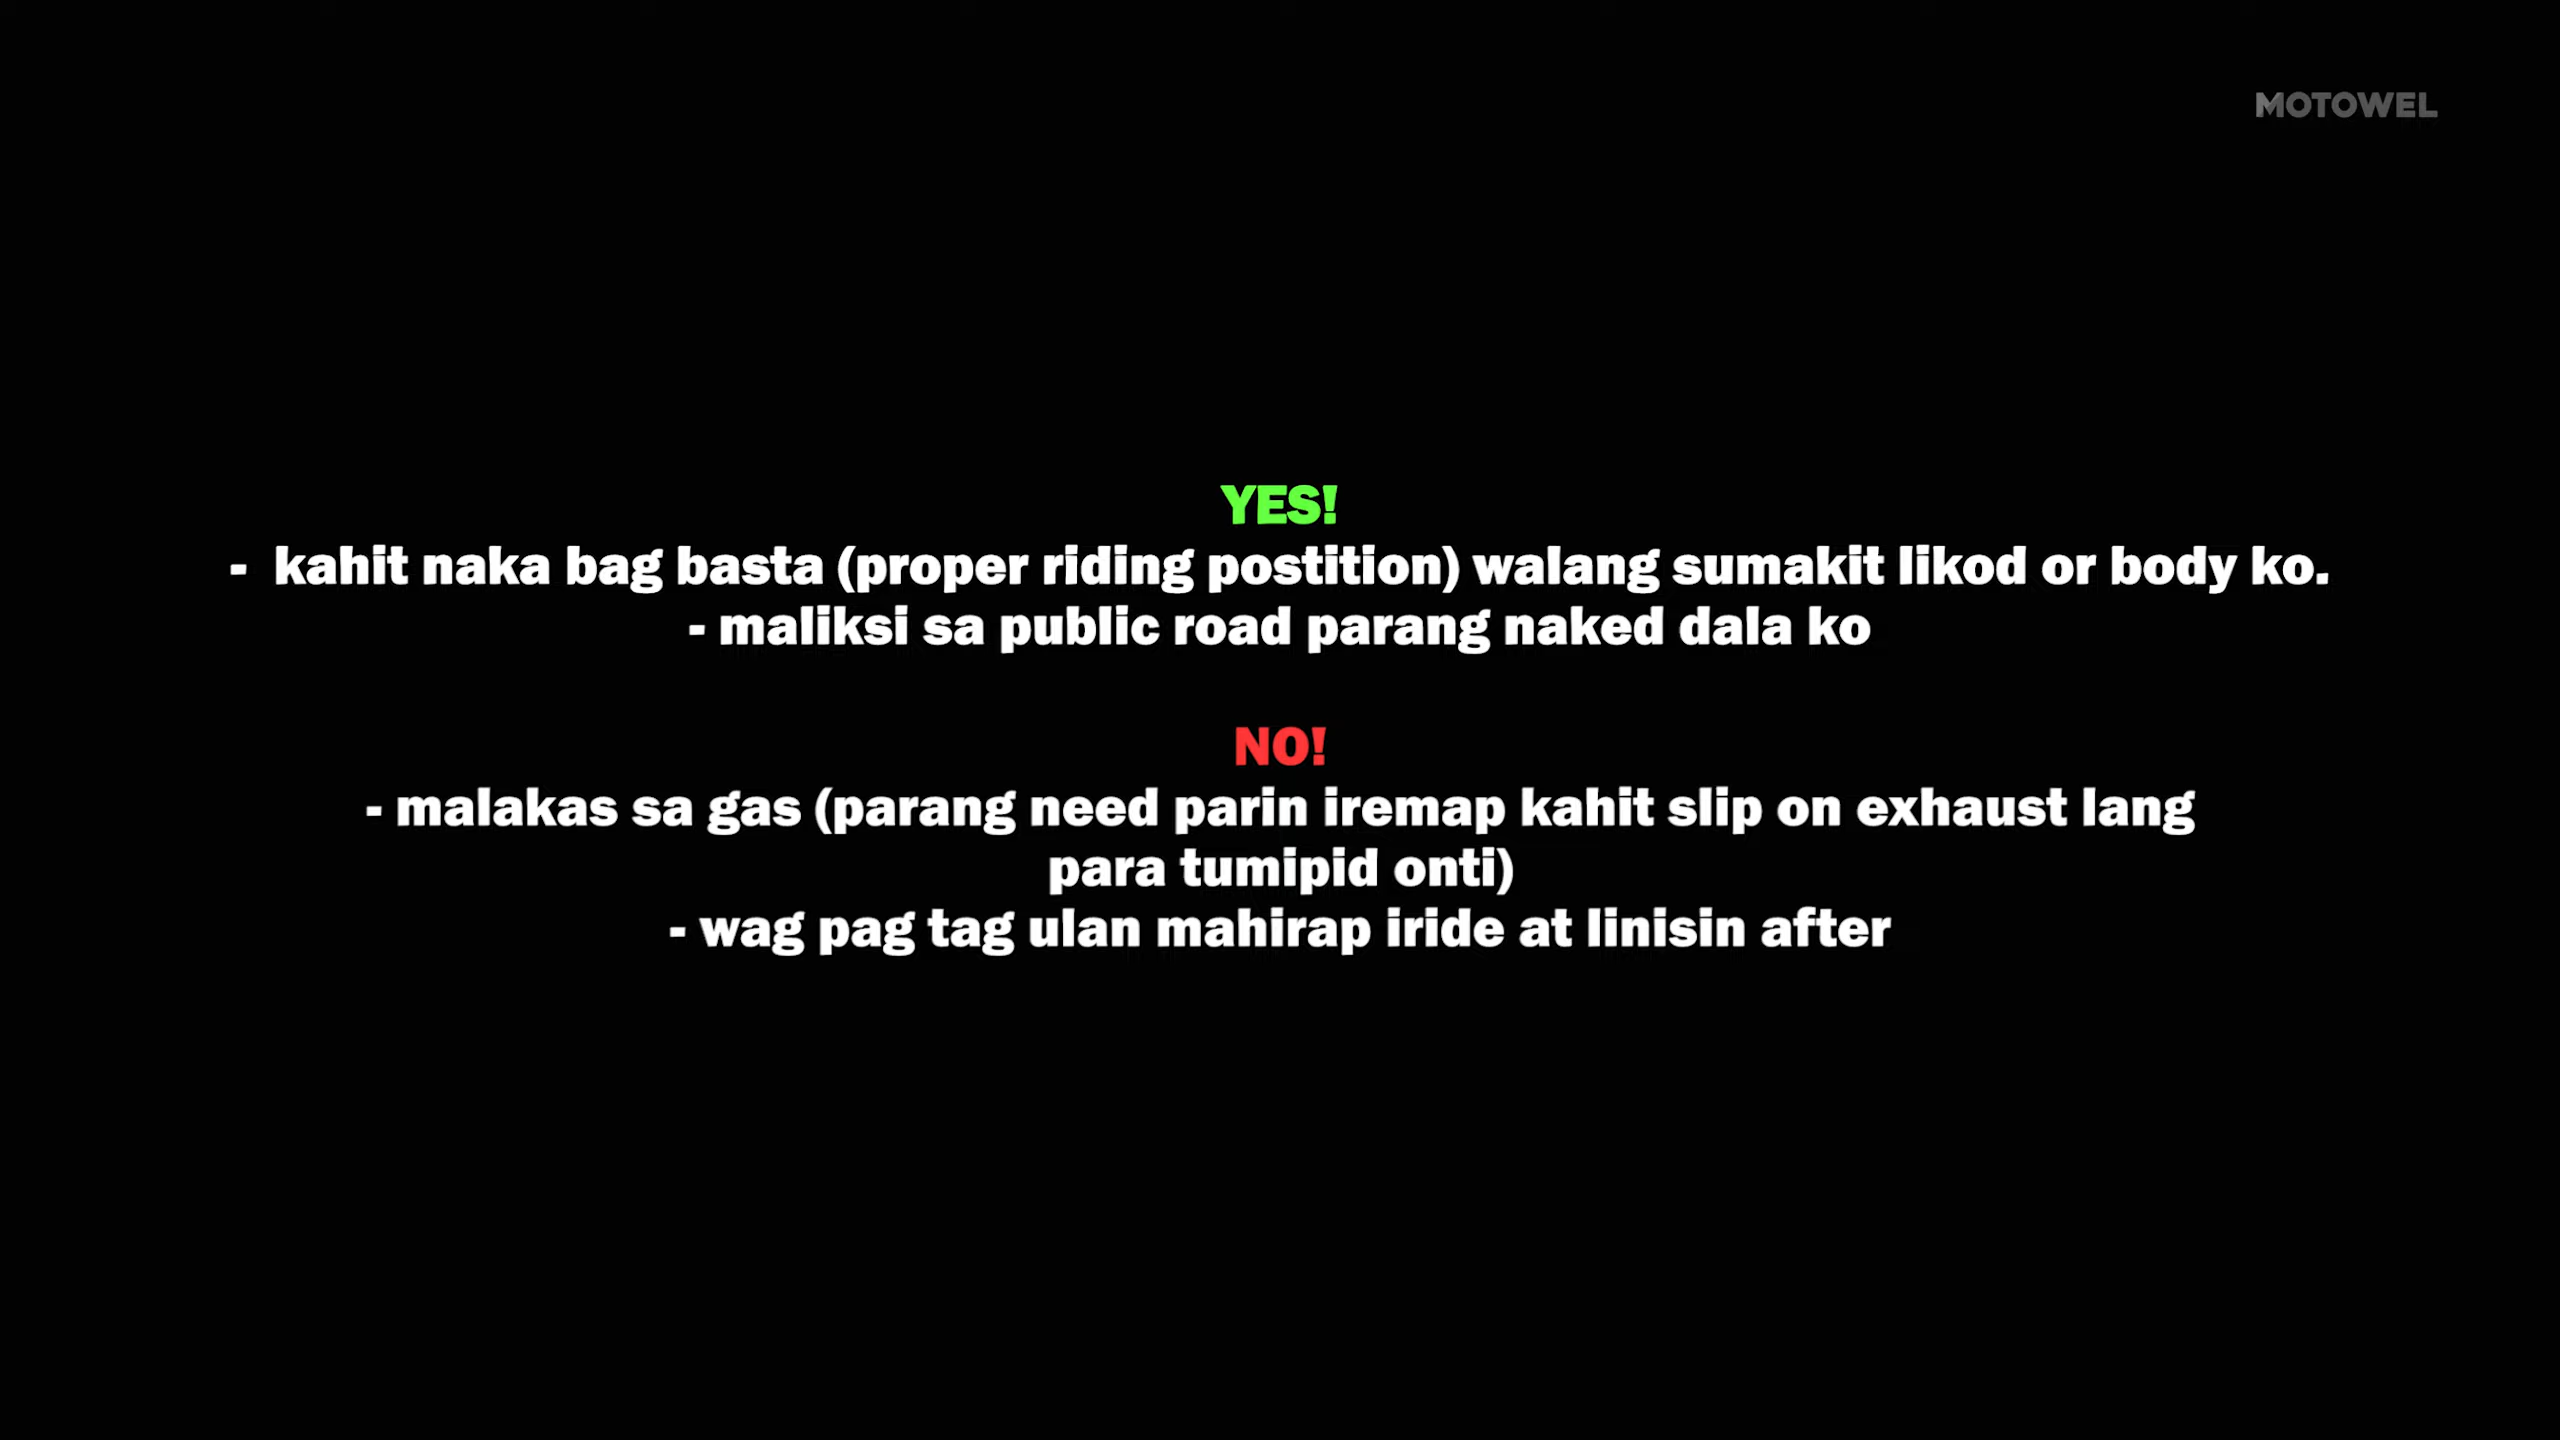 MOTOWEL
YES!
- kahit naka bag basta (proper riding postition) walang sumakit likod or body ko.
- maliksi sa public road parang naked dala ko
NO!
- malakas sa gas (parang need parin iremap kahit slip on exhaust lang
para tumipid onti)
- wag pag tag ulan mahirap iride at linisin after